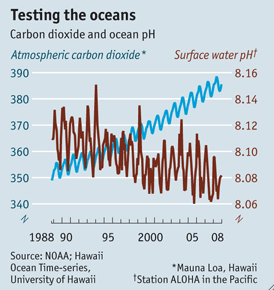 Testing the oceans
Carbon dioxide and ocean pH
Atmospheric carbon dioxide* Surface water pH†
390 8.16
380 8.14
370 8.12
360 8.10
350 8.08
340 8.06
1988 90 95 2000 05 08
Source: NOAA; Hawaii
Ocean Time-series,
University of Hawaii
*Mauna Loa, Hawaii
†Station ALOHA in the Pacific